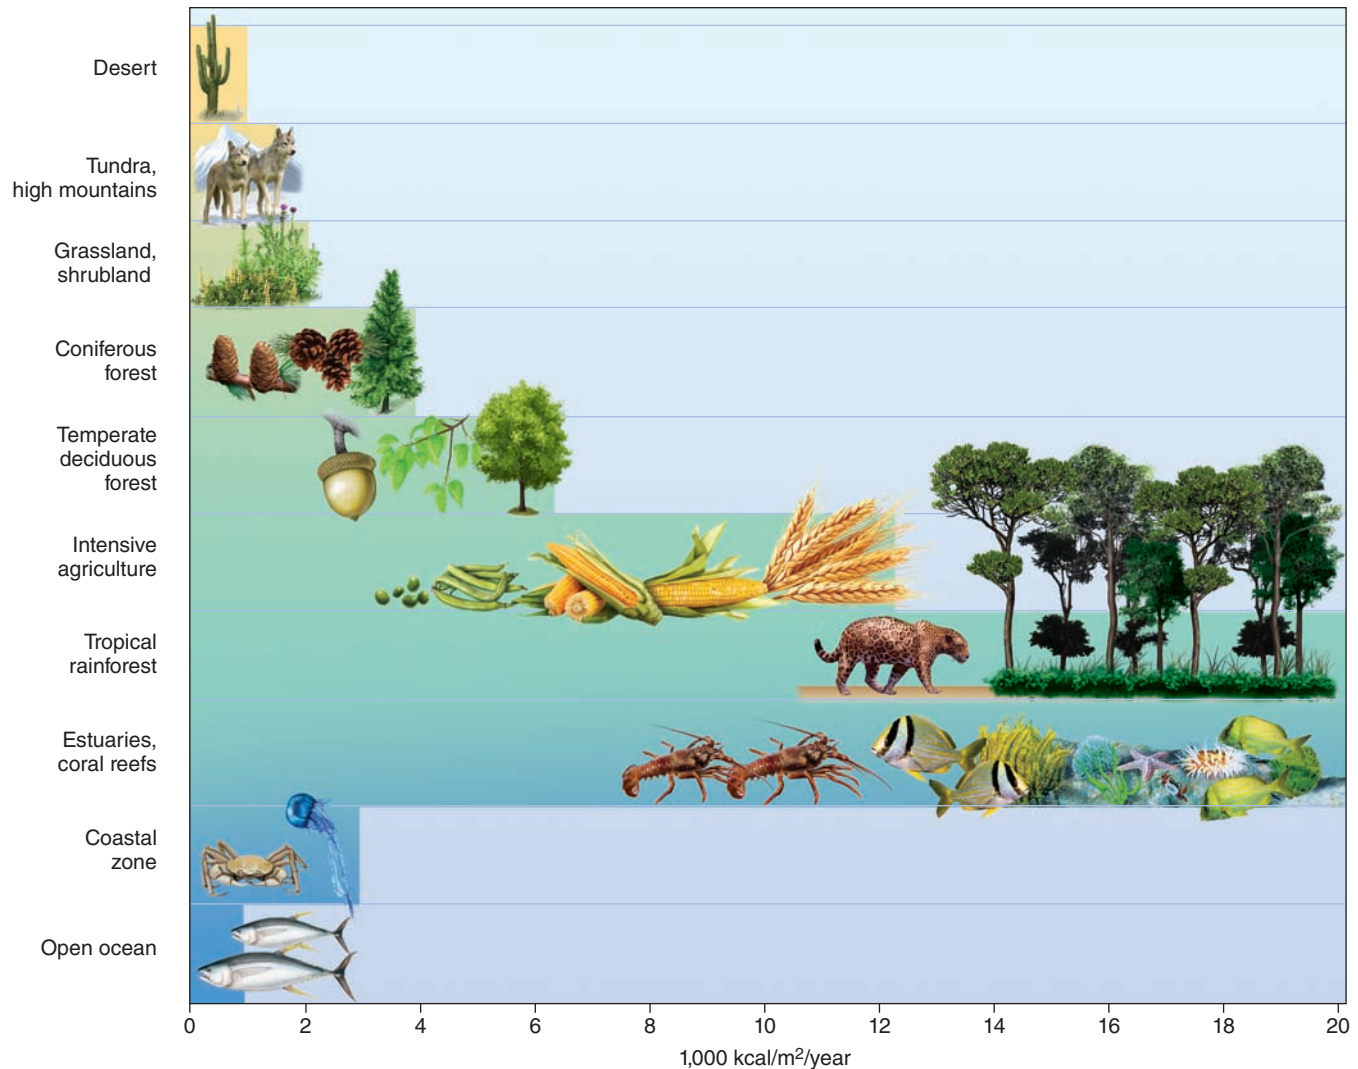 Desert
Tundra,
high mountains
Grassland,
shrubland
Coniferous
forest
Temperate
deciduous
forest
Intensive
agriculture
Tropical
rainforest
Estuaries,
coral reefs
Coastal
zone
Open ocean
0 2 4 6 8 10 12 14 16 18 20
1,000 kcal/m²/year